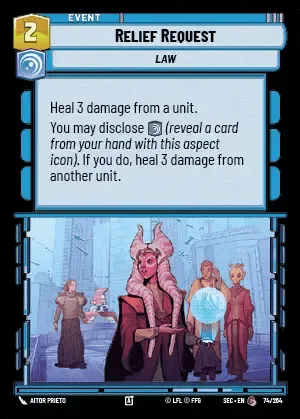 EVENT
2
RELIEF REQUEST
LAW
Heal 3 damage from a unit.
You may disclose (reveal a card
from your hand with this aspect
icon). If you do, heal 3 damage from
another unit.
AITOR PRIETO
© LFL © FFG
SEC • EN
74/264